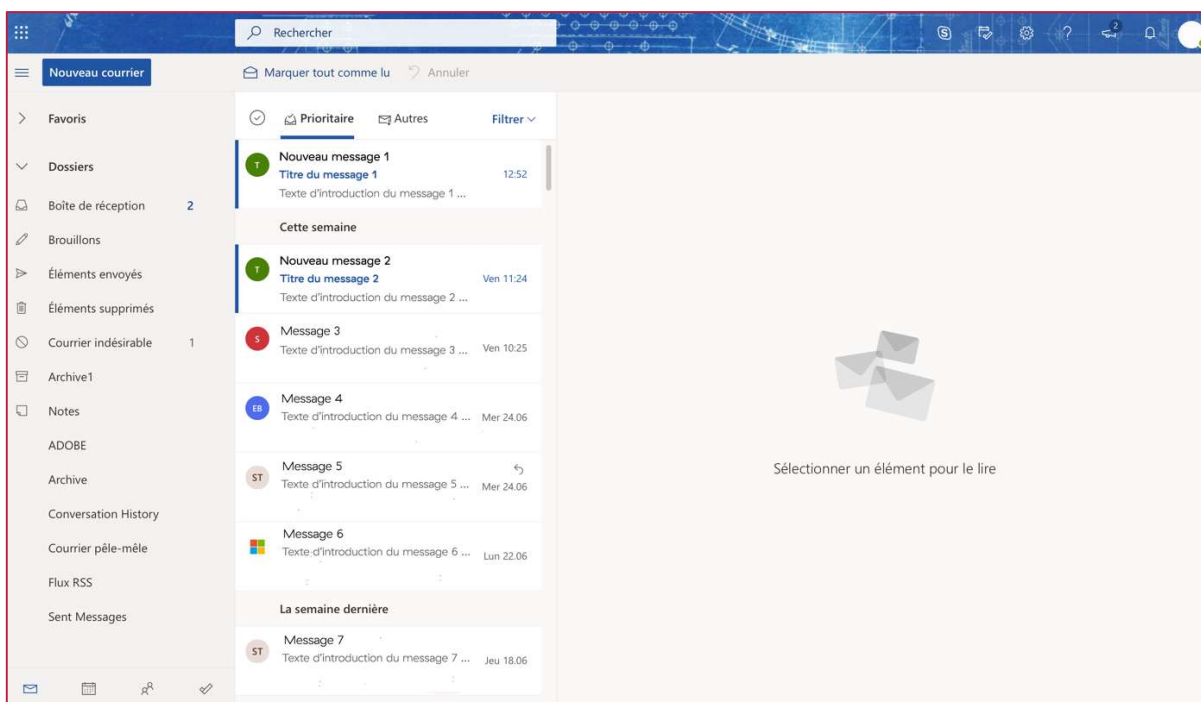 Rechercher
2
Nouveau courrier
Marquer tout comme lu
Annuler
Favoris
Dossiers
Boîte de réception 2
Brouillons
Éléments envoyés
Éléments supprimés
Courrier indésirable 1
Archive1
Notes
ADOBE
Archive
Conversation History
Courrier pêle-mêle
Flux RSS
Sent Messages
Prioritaire
Autres
Filtrer
T
Nouveau message 1
Titre du message 1 12:52
Texte d'introduction du message 1 ...
Cette semaine
T
Nouveau message 2
Titre du message 2 Ven 11:24
Texte d'introduction du message 2 ...
S
Message 3
Texte d'introduction du message 3 ... Ven 10:25
EB
Message 4
Texte d'introduction du message 4 ... Mer 24.06
ST
Message 5
Texte d'introduction du message 5 ... Mer 24.06
Message 6
Texte d'introduction du message 6 ... Lun 22.06
La semaine dernière
ST
Message 7
Texte d'introduction du message 7 ... Jeu 18.06
Sélectionner un élément pour le lire